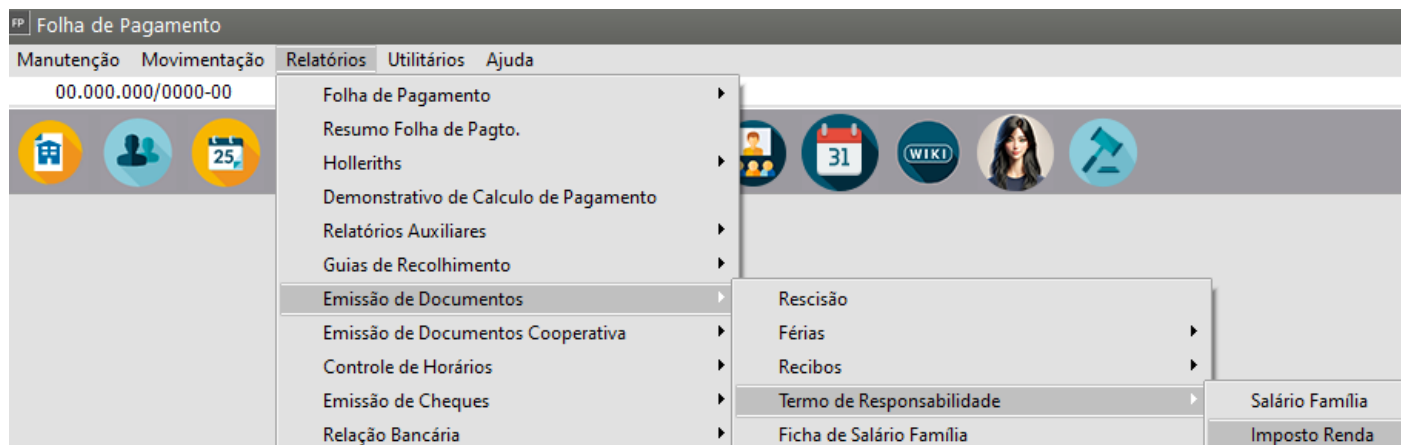 FP Folha de Pagamento
Manutenção Movimentação Relatórios Utilitários Ajuda
00.000.000/0000-00
Folha de Pagamento
Resumo Folha de Pagto.
Holleriths
Demonstrativo de Calculo de Pagamento
Relatórios Auxiliares
Guias de Recolhimento
Emissão de Documentos
Emissão de Documentos Cooperativa
Controle de Horários
Emissão de Cheques
Relação Bancária
25
31
WIKI
Rescisão
Férias
Recibos
Termo de Responsabilidade
Ficha de Salário Família
Salário Família
Imposto Renda